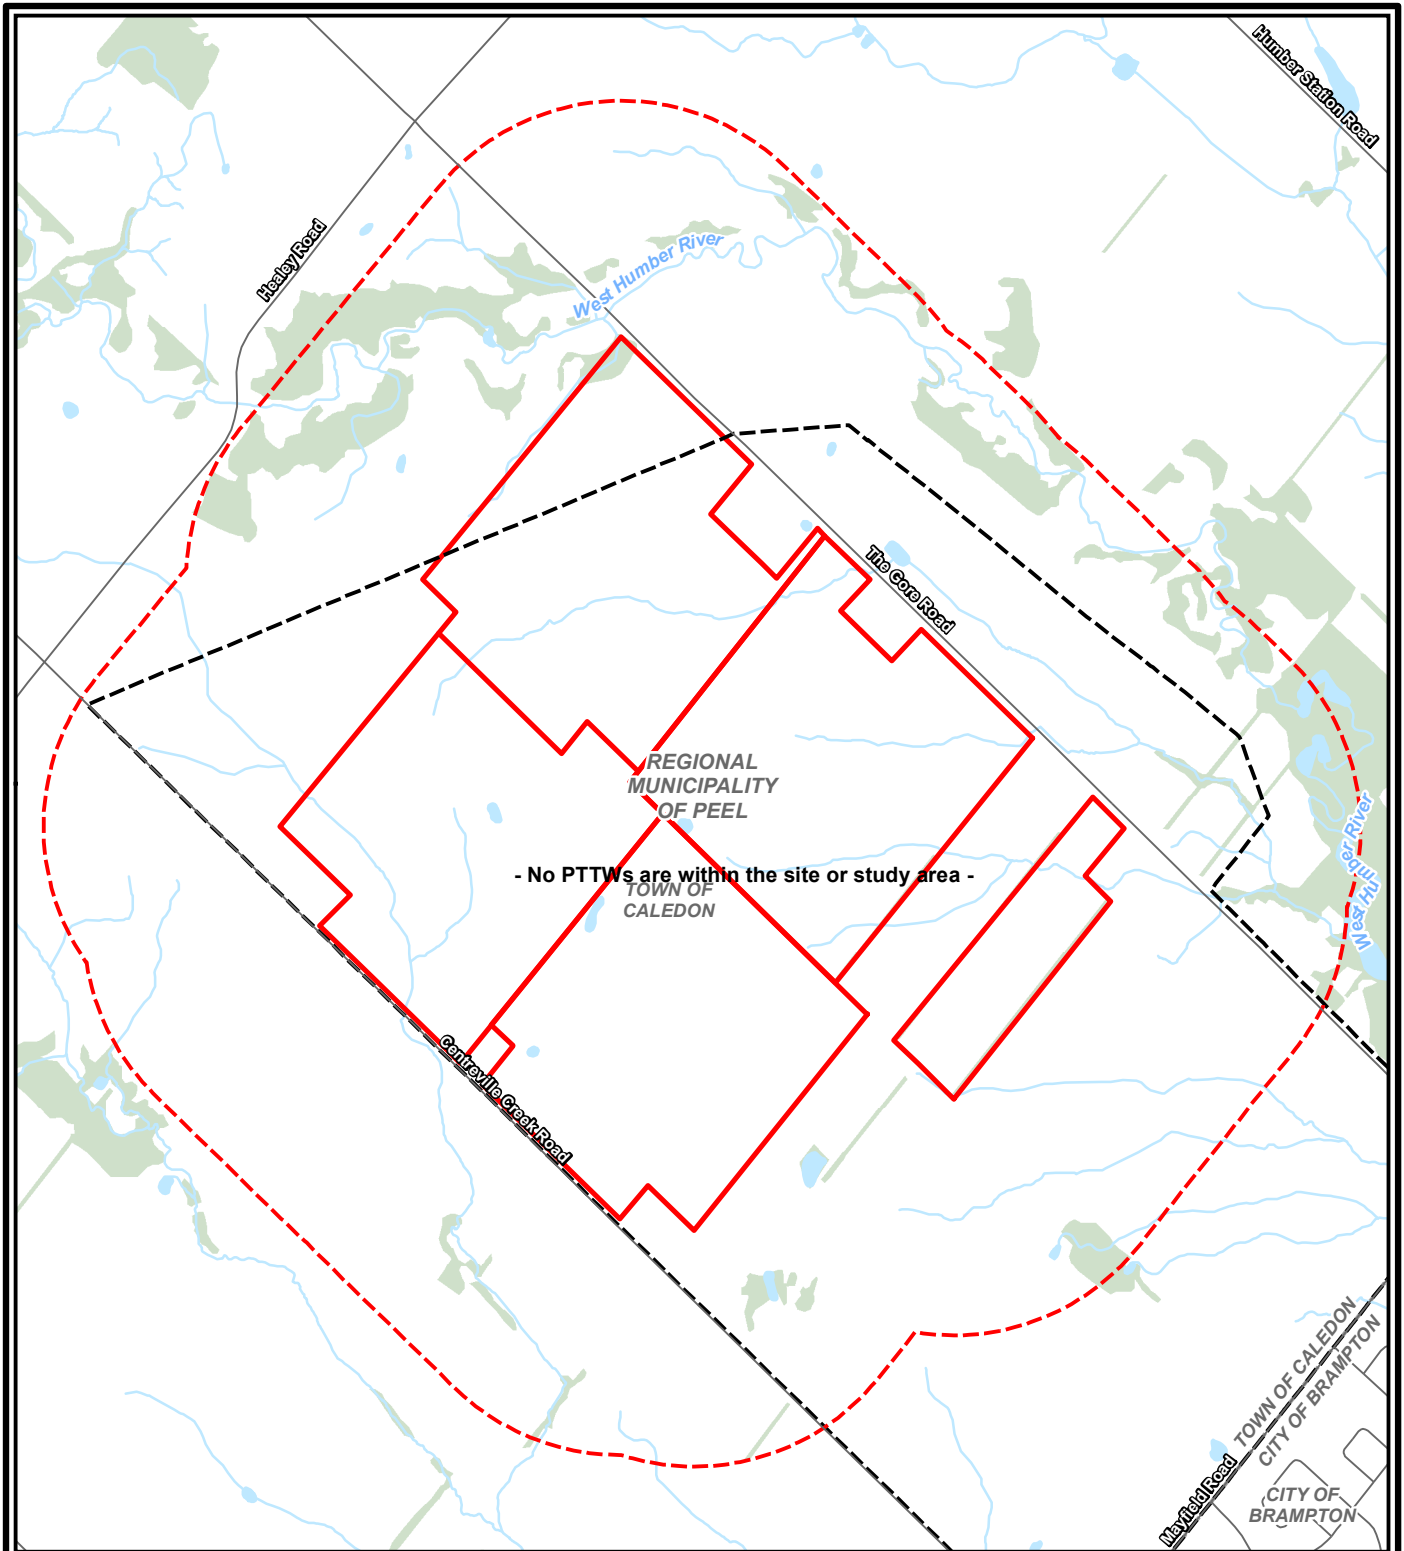 Humber Station Road
Healey Road
West Humber River
The Gore Road
REGIONAL
MUNICIPALITY
OF PEEL
- No PTTWs are within the site or study area -
TOWN OF
CALEDON
West Humber River
Centreville Creek Road
TOWN OF CALEDON
CITY OF BRAMPTON
Mayfield Road
CITY OF
BRAMPTON